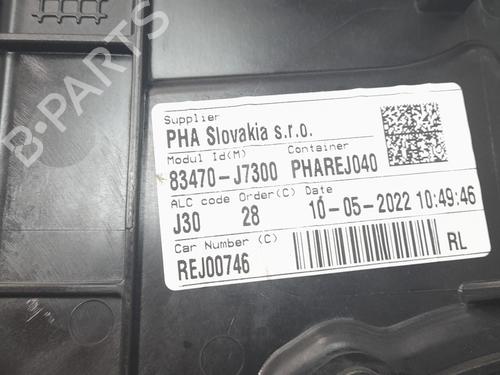 B-PARTS
Supplier
PHA Slovakia s.r.o.
Modul Id(M) Container
83470-J7300 PHAREJ040
ALC code Order(C) Date
J30 28 10-05-2022 10:49:46
Car Number (C)
REJ00746 RL